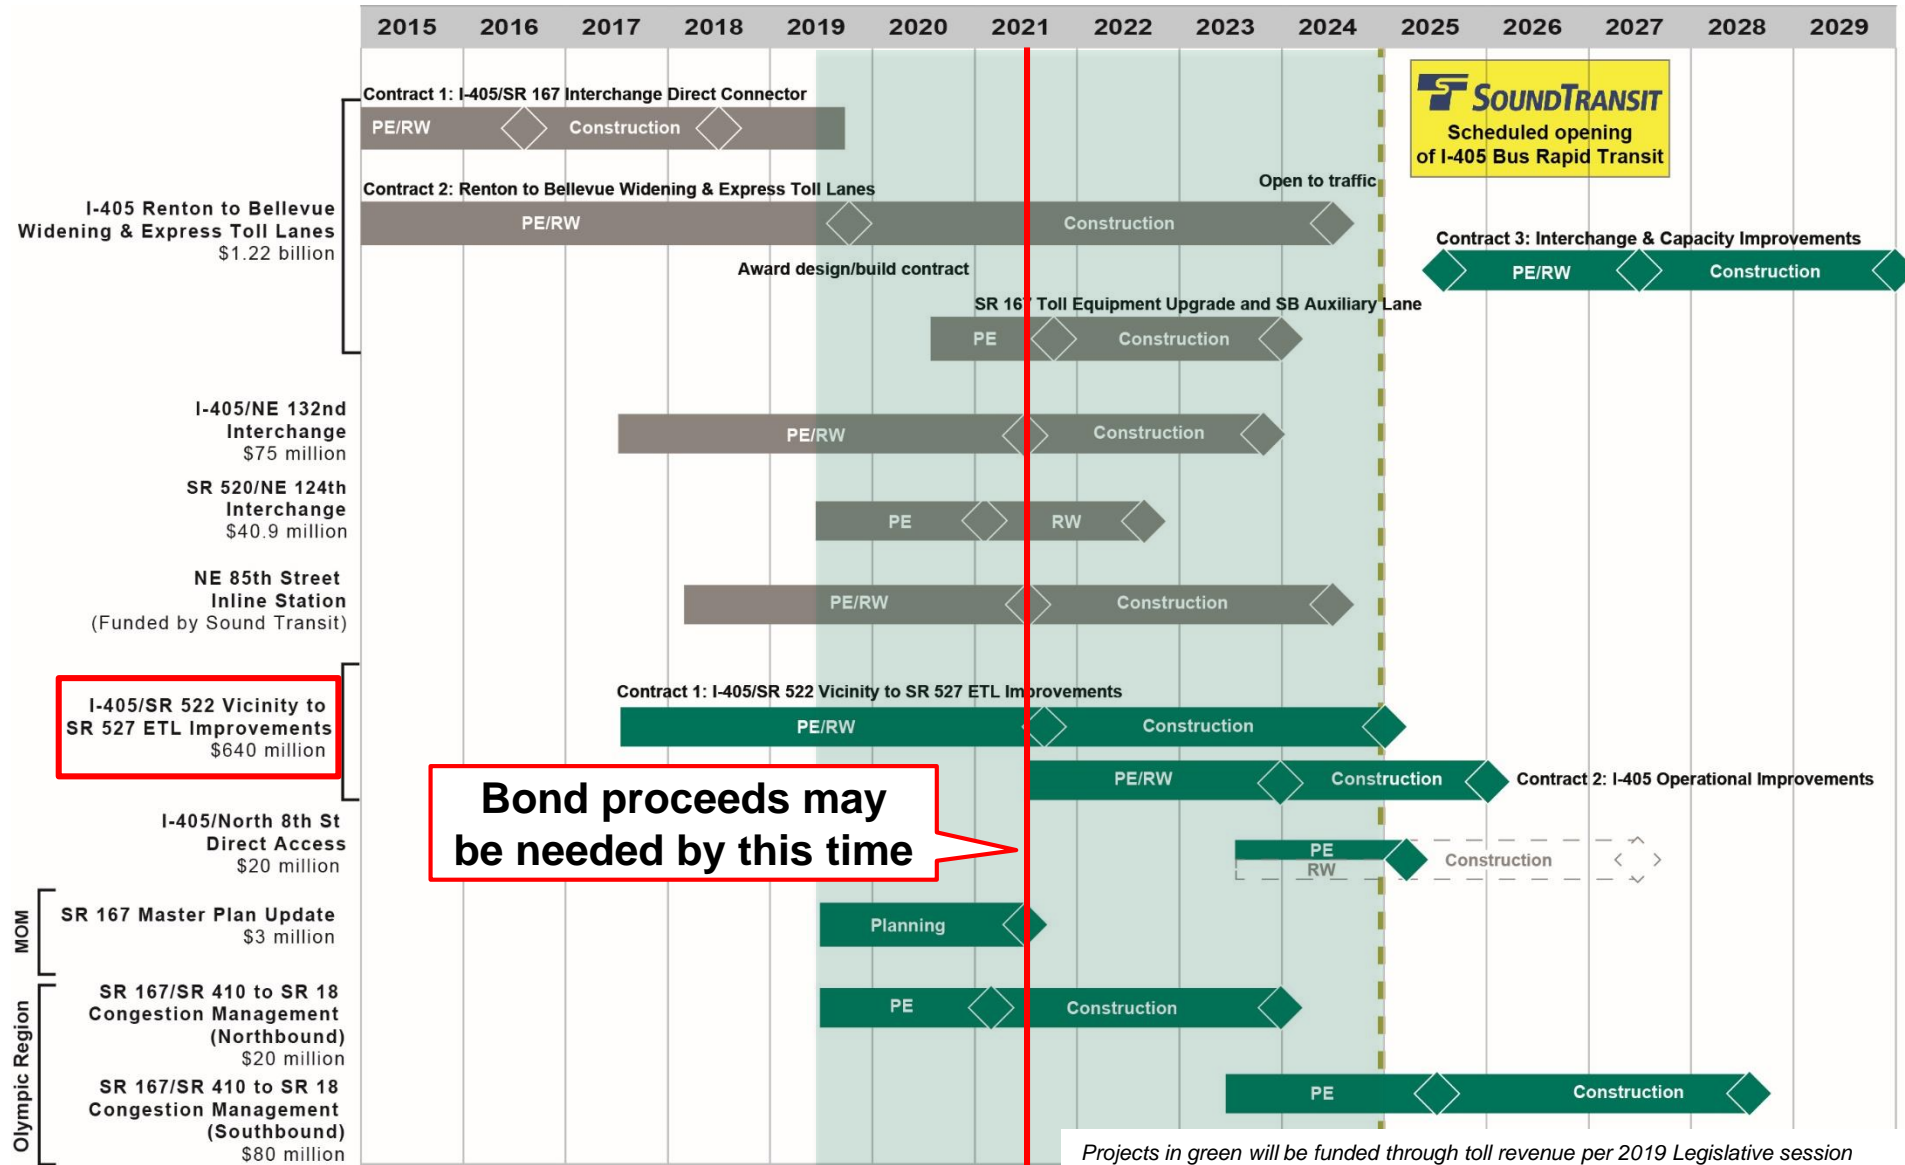 2015 2016 2017 2018 2019 2020 2021 2022 2023 2024 2025 2026 2027 2028 2029
SOUNDTRANSIT
Scheduled opening
of I-405 Bus Rapid Transit
I-405 Renton to Bellevue
Widening & Express Toll Lanes
$1.22 billion
Contract 1: I-405/SR 167 Interchange Direct Connector
PE/RW Construction
Contract 2: Renton to Bellevue Widening & Express Toll Lanes
Open to traffic
PE/RW Construction
Award design/build contract
Contract 3: Interchange & Capacity Improvements
PE/RW Construction
SR 167 Toll Equipment Upgrade and SB Auxiliary Lane
PE Construction
I-405/NE 132nd
Interchange
$75 million
PE/RW Construction
SR 520/NE 124th
Interchange
$40.9 million
PE RW
NE 85th Street
Inline Station
(Funded by Sound Transit)
PE/RW Construction
I-405/SR 522 Vicinity to
SR 527 ETL Improvements
$640 million
Contract 1: I-405/SR 522 Vicinity to SR 527 ETL Improvements
PE/RW Construction
PE/RW Construction Contract 2: I-405 Operational Improvements
Bond proceeds may
be needed by this time
I-405/North 8th St
Direct Access
$20 million
PE
RW
Construction
MOM
SR 167 Master Plan Update
$3 million
Planning
Olympic Region
SR 167/SR 410 to SR 18
Congestion Management
(Northbound)
$20 million
PE Construction
SR 167/SR 410 to SR 18
Congestion Management
(Southbound)
$80 million
PE Construction
Projects in green will be funded through toll revenue per 2019 Legislative session